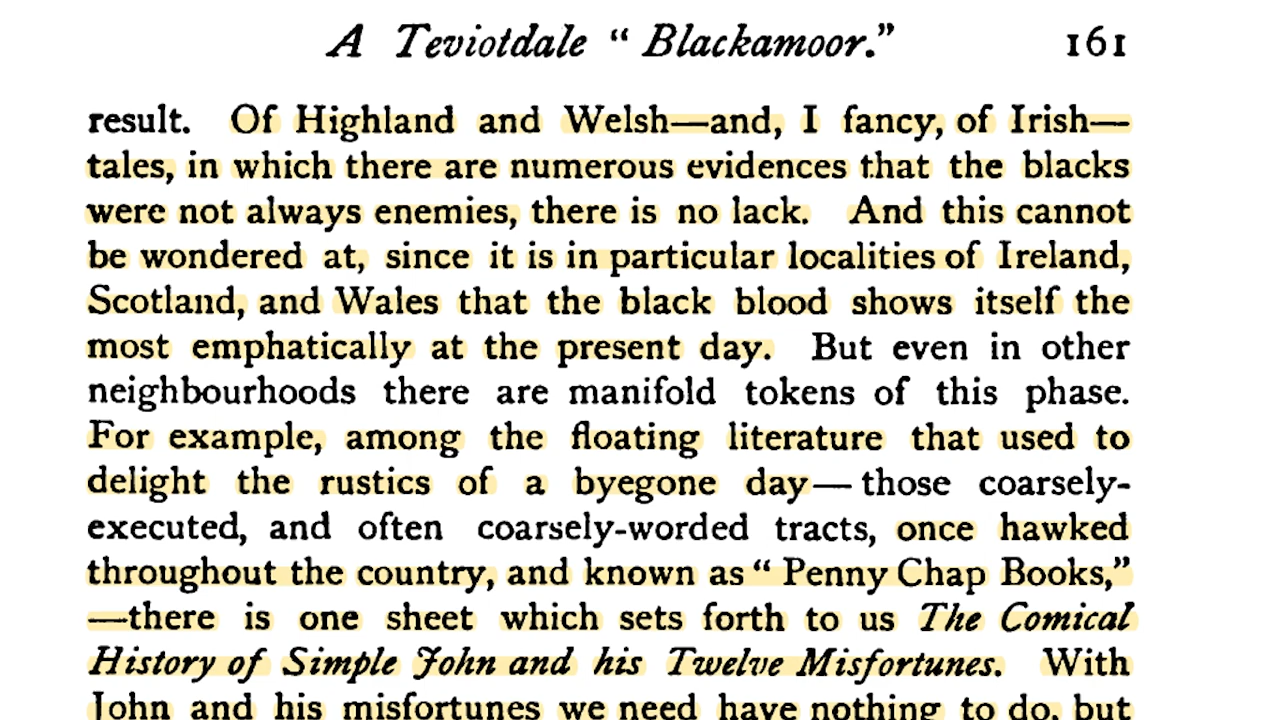 A Teviotdale “ Blackamoor.” 161
result. Of Highland and Welsh—and, I fancy, of Irish—
tales, in which there are numerous evidences that the blacks
were not always enemies, there is no lack. And this cannot
be wondered at, since it is in particular localities of Ireland,
Scotland, and Wales that the black blood shows itself the
most emphatically at the present day. But even in other
neighbourhoods there are manifold tokens of this phase.
For example, among the floating literature that used to
delight the rustics of a byegone day— those coarsely-
executed, and often coarsely-worded tracts, once hawked
throughout the country, and known as “ Penny Chap Books,”
—there is one sheet which sets forth to us The Comical
History of Simple John and his Twelve Misfortunes. With
John and his misfortunes we need have nothing to do, but